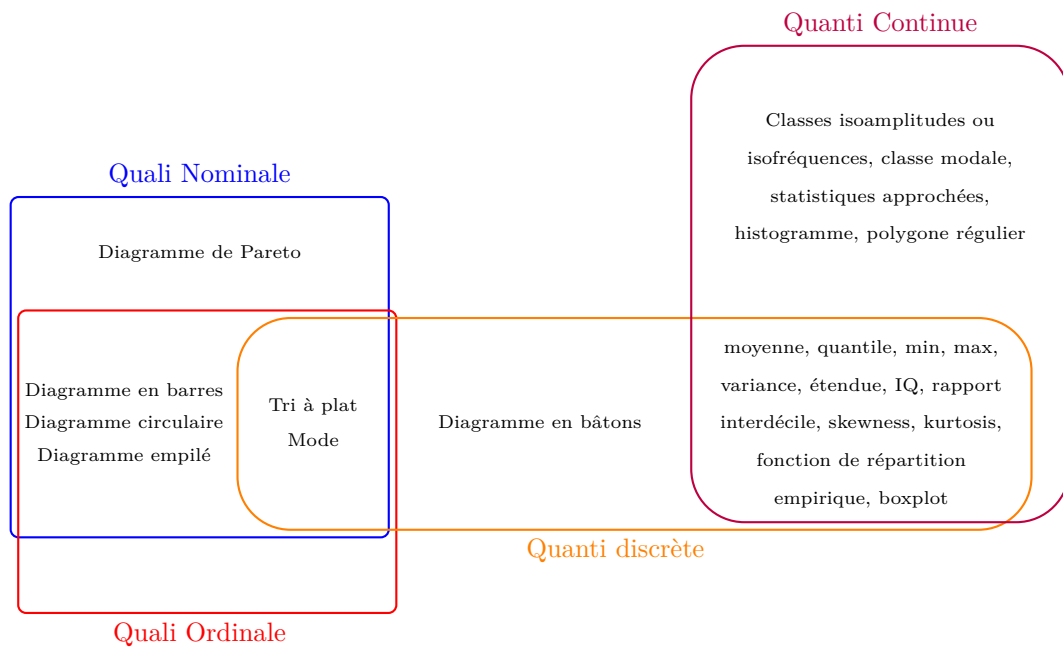 Quanti Continue
Classes isoamplitudes ou
isofréquences, classe modale,
statistiques approchées,
histogramme, polygone régulier
Quali Nominale
Diagramme de Pareto
Diagramme en barres
Diagramme circulaire
Diagramme empilé
Tri à plat
Mode
Diagramme en bâtons
moyenne, quantile, min, max,
variance, étendue, IQ, rapport
interdécile, skewness, kurtosis,
fonction de répartition
empirique, boxplot
Quanti discrète
Quali Ordinale